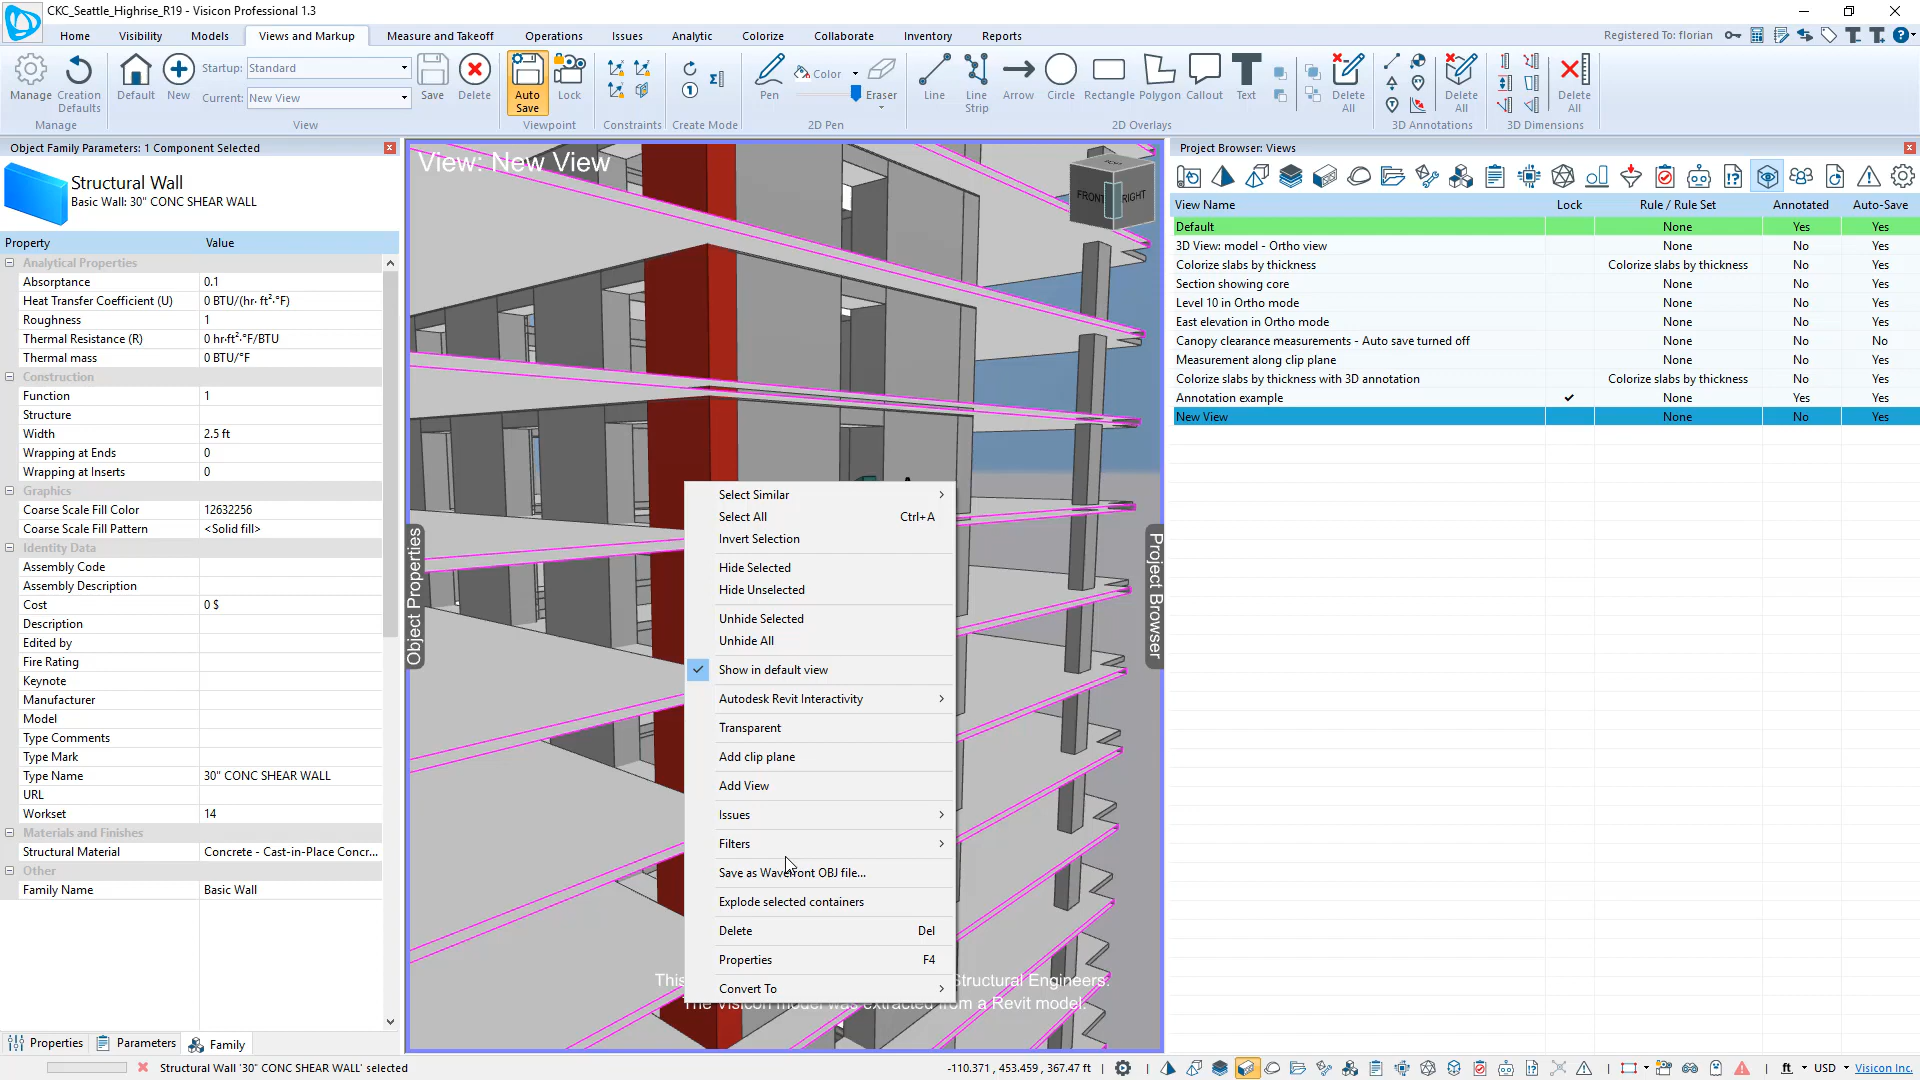 CKC_Seattle_Highrise_R19 - Visicon Professional 1.3
Home
Visibility
Models
Views and Markup
Measure and Takeoff
Operations
Issues
Analytic
Colorize
Collaborate
Inventory
Reports
Registered To: florian
Manage
Creation
Defaults
Manage
Default
New
Startup:
Standard
Current:
New View
Save
Delete
View
Auto
Save
Lock
Viewpoint
Constraints
Create Mode
Pen
Color
Eraser
2D Pen
Line
Line
Strip
Arrow
Circle
Rectangle
Polygon
Callout
Text
Delete
All
2D Overlays
Delete
All
3D Annotations
Delete
All
3D Dimensions
Object Family Parameters: 1 Component Selected
Structural Wall
Basic Wall: 30" CONC SHEAR WALL
Property Value
Analytical Properties
Absorptance 0.1
Heat Transfer Coefficient (U) 0 BTU/(hr·ft²·°F)
Roughness 1
Thermal Resistance (R) 0 hr·ft²·°F/BTU
Thermal mass 0 BTU/°F
Construction
Function 1
Structure
Width 2.5 ft
Wrapping at Ends 0
Wrapping at Inserts 0
Graphics
Coarse Scale Fill Color 12632256
Coarse Scale Fill Pattern <Solid fill>
Identity Data
Assembly Code
Assembly Description
Cost 0 $
Description
Edited by
Fire Rating
Keynote
Manufacturer
Model
Type Comments
Type Mark
Type Name 30" CONC SHEAR WALL
URL
Workset 14
Materials and Finishes
Structural Material Concrete - Cast-in-Place Concr...
Other
Family Name Basic Wall
Properties
Parameters
Family
View: New View
FRONT
RIGHT
Object Properties
Project Browser
Select Similar
Select All Ctrl+A
Invert Selection
Hide Selected
Hide Unselected
Unhide Selected
Unhide All
Show in default view
Autodesk Revit Interactivity
Transparent
Add clip plane
Add View
Issues
Filters
Save as Wavefront OBJ file...
Explode selected containers
Delete Del
Properties F4
Convert To
This Structural Engineers.
The Visicon model was extracted from a Revit model.
Project Browser: Views
View Name Lock Rule / Rule Set Annotated Auto-Save
Default None Yes Yes
3D View: model - Ortho view None No Yes
Colorize slabs by thickness Colorize slabs by thickness No Yes
Section showing core None No Yes
Level 10 in Ortho mode None No Yes
East elevation in Ortho mode None No Yes
Canopy clearance measurements - Auto save turned off None No No
Measurement along clip plane None No Yes
Colorize slabs by thickness with 3D annotation Colorize slabs by thickness No Yes
Annotation example ✓ None Yes Yes
New View None No Yes
Structural Wall '30" CONC SHEAR WALL' selected
-110.371 , 453.459 , 367.47 ft
ft
USD
Visicon Inc.